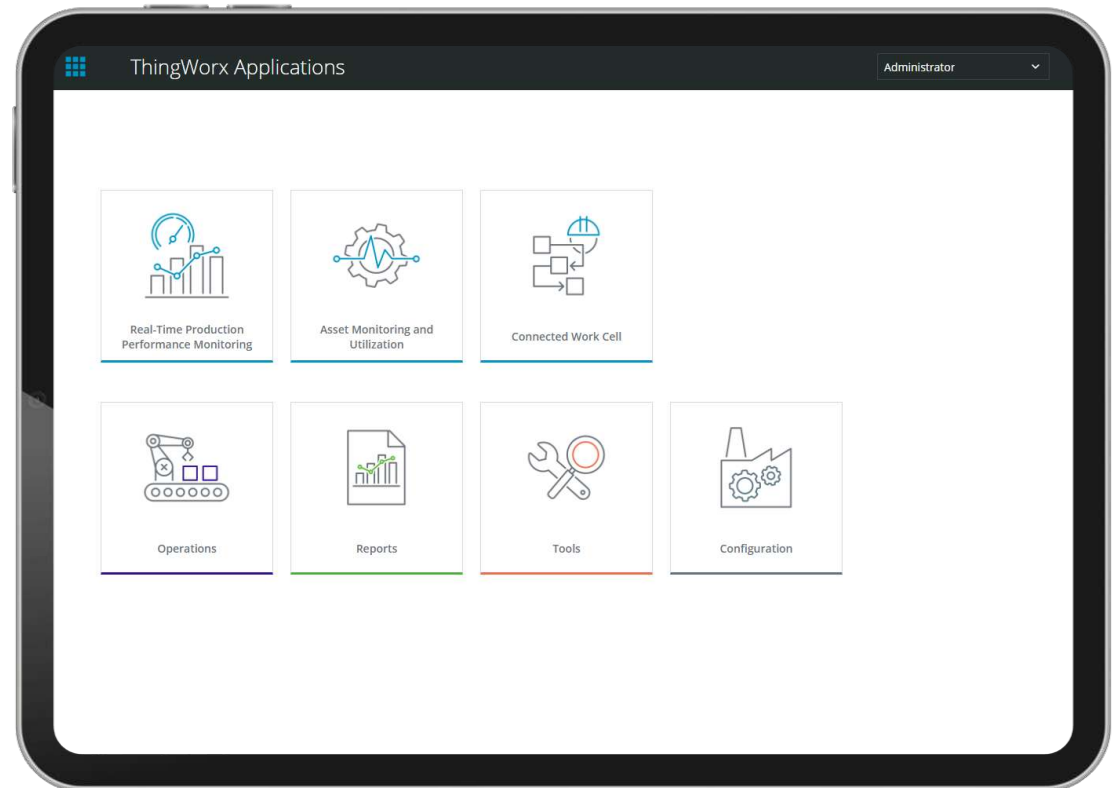 ThingWorx Applications
Administrator
Real-Time Production
Performance Monitoring
Asset Monitoring and
Utilization
Connected Work Cell
Operations
Reports
Tools
Configuration